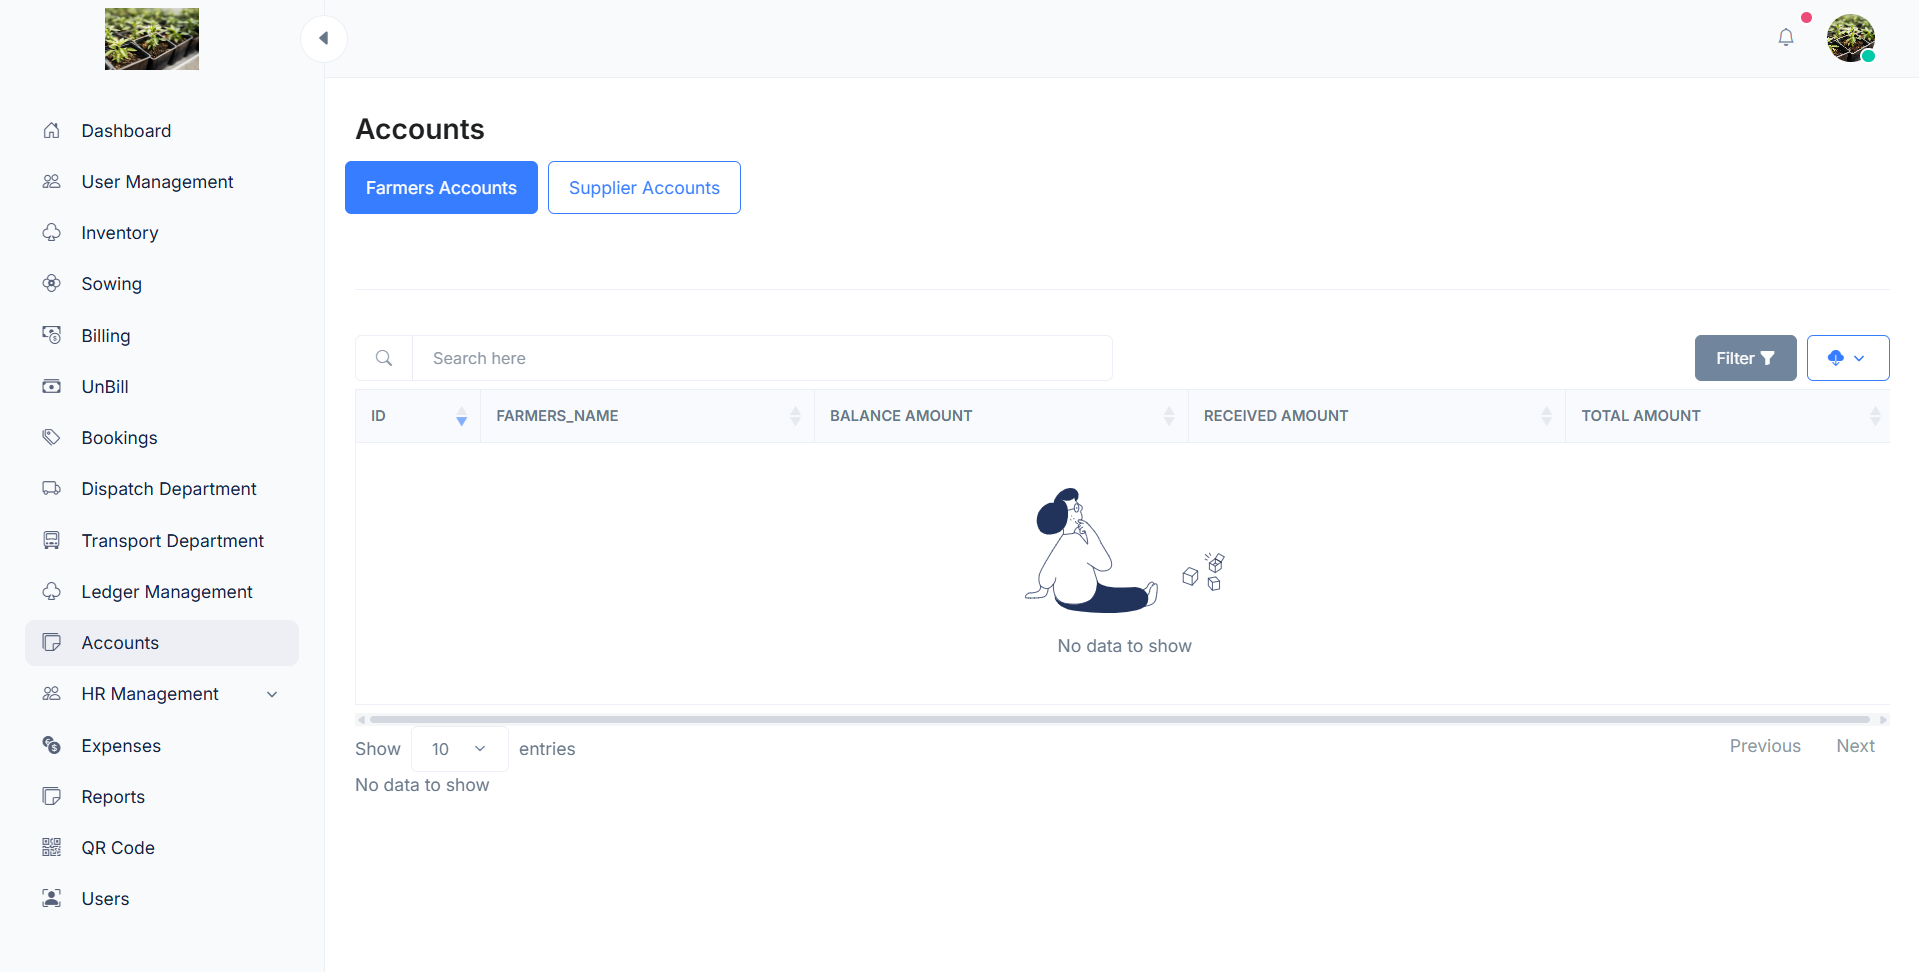 Dashboard
User Management
Inventory
Sowing
Billing
UnBill
Bookings
Dispatch Department
Transport Department
Ledger Management
Accounts
HR Management
Expenses
Reports
QR Code
Users
Accounts
Farmers Accounts
Supplier Accounts
Search here
Filter
ID FARMERS_NAME BALANCE AMOUNT RECEIVED AMOUNT TOTAL AMOUNT
No data to show
Show 10 entries
Previous Next
No data to show